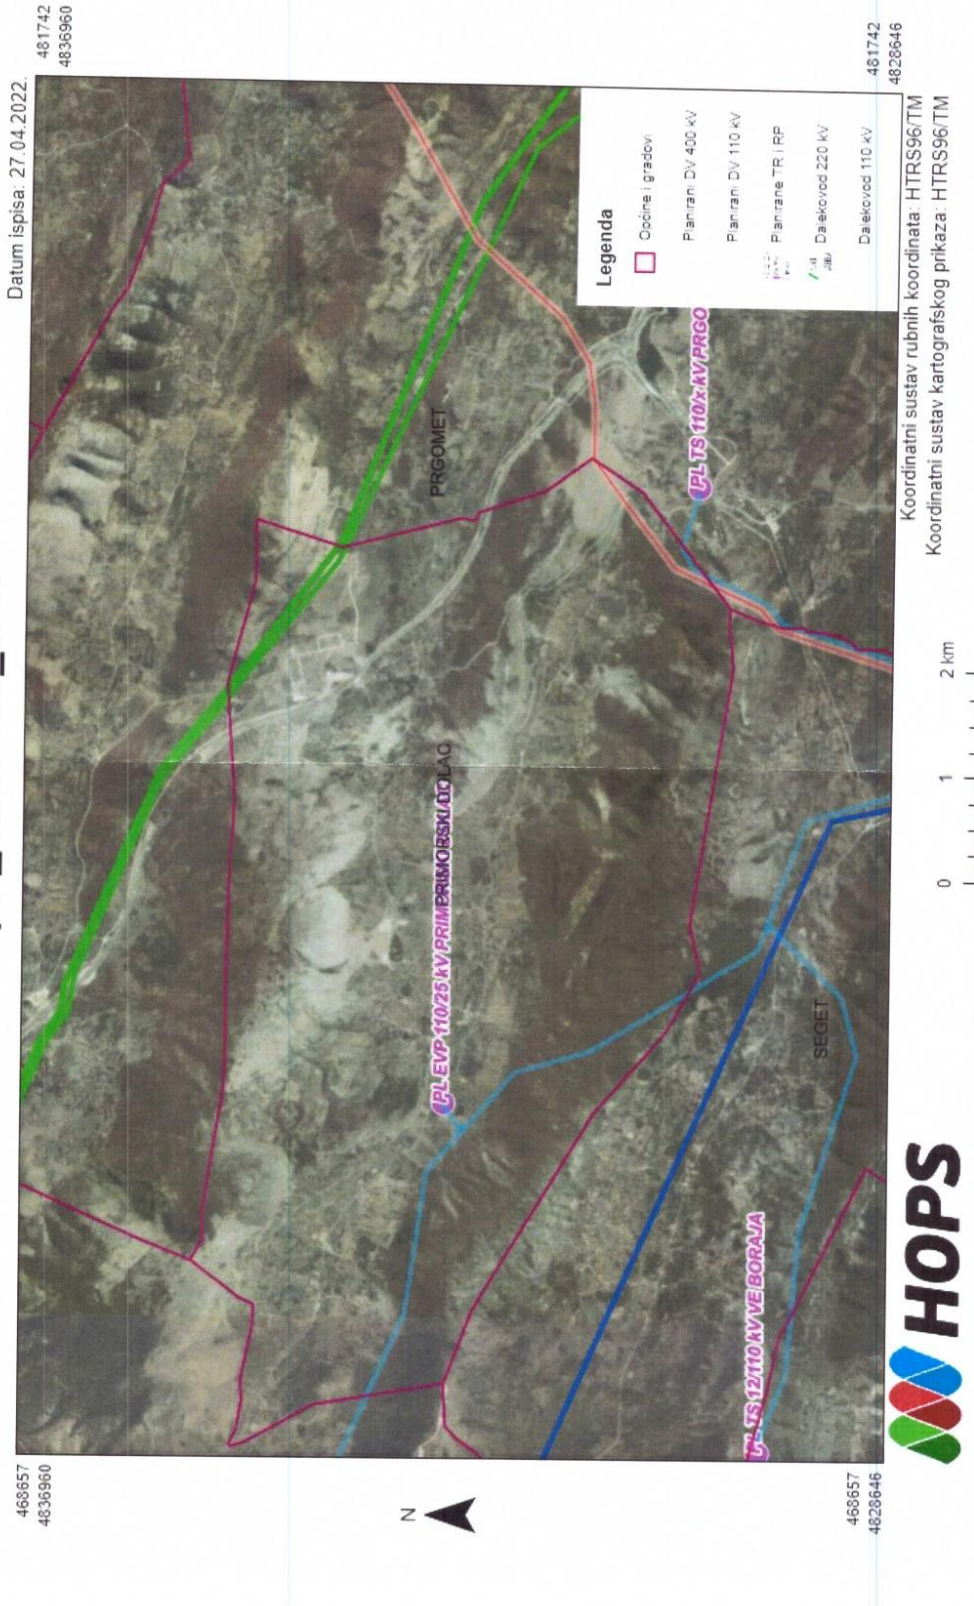 Datum ispisa: 27.04.2022.
468657
4836960
481742
4836960
PRGOMET
PRIMORSKI DOLAC
PL EVP 110/25 kV PRIM
PL TS 110/x kV PRGO
SEGET
PL TS 12/110 kV VE BORAJA
Legenda
Općine i gradovi
Planirani DV 400 kV
Planirani DV 110 kV
Planirane TR i RP
Dalekovod 220 kV
Dalekovod 110 kV
N
468657
4828646
481742
4828646
HOPS
0 1 2 km
Koordinatni sustav rubnih koordinata: HTRS96/TM
Koordinatni sustav kartografskog prikaza: HTRS96/TM